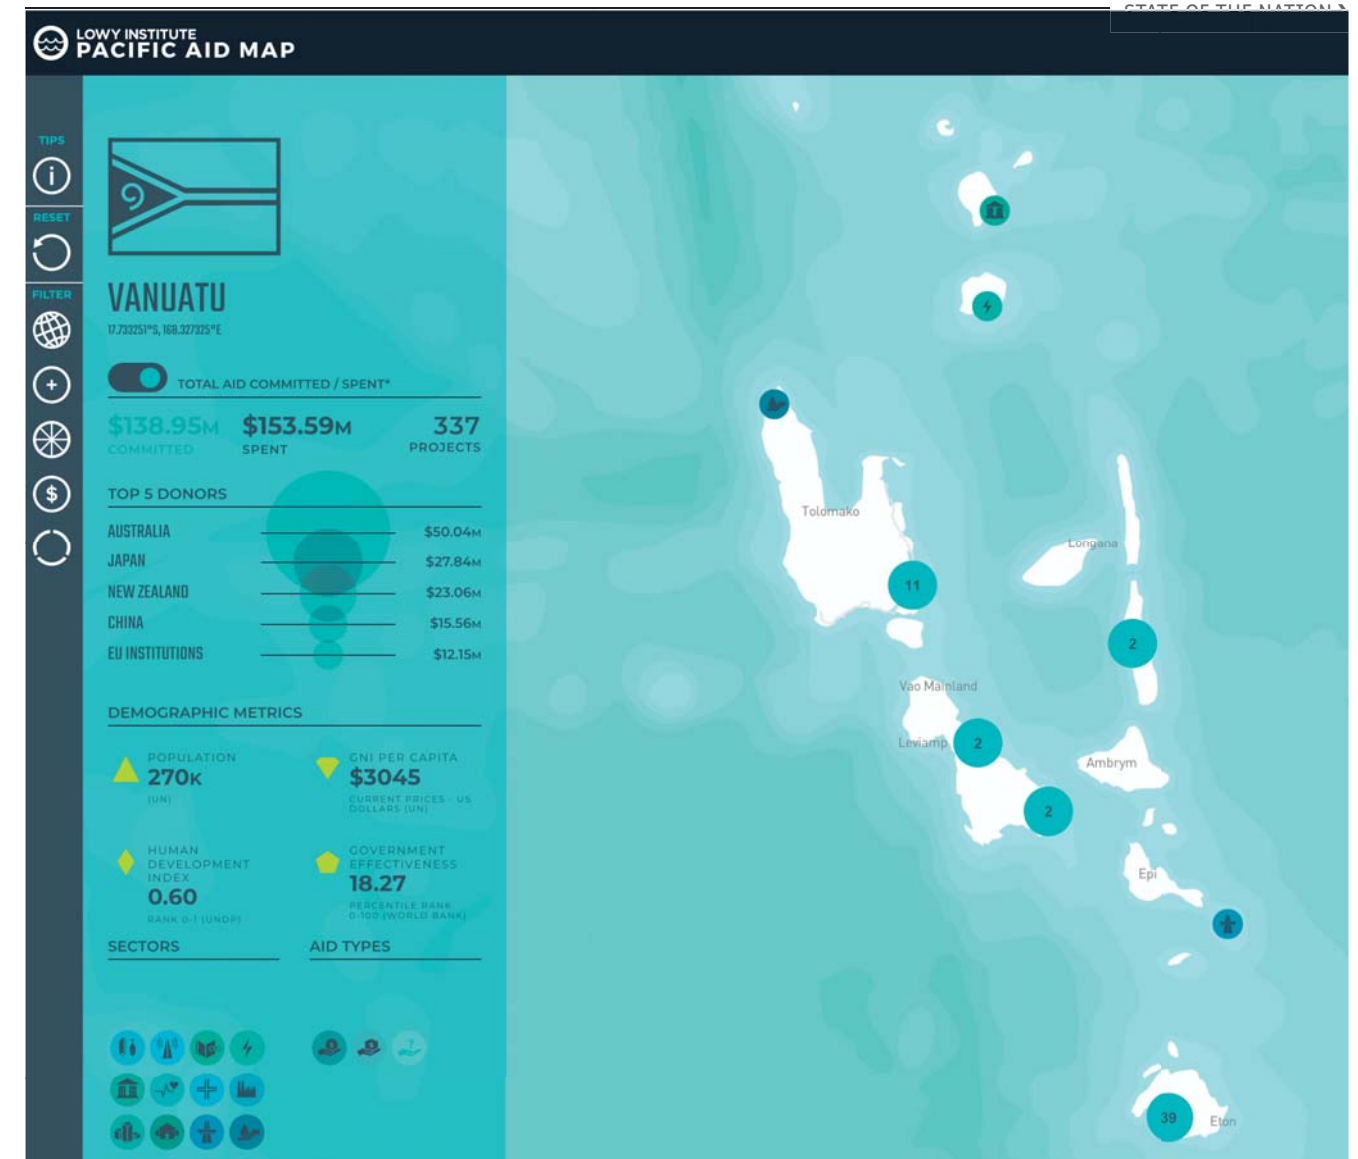 STATE OF THE NATION
LOWY INSTITUTE
PACIFIC AID MAP
TIPS
RESET
FILTER
VANUATU
17.733251°S, 168.327325°E
TOTAL AID COMMITTED / SPENT*
$138.95M $153.59M 337
COMMITTED SPENT PROJECTS
TOP 5 DONORS
AUSTRALIA $50.04M
JAPAN $27.84M
NEW ZEALAND $23.06M
CHINA $15.56M
EU INSTITUTIONS $12.15M
DEMOGRAPHIC METRICS
POPULATION
270K
(UN)
GNI PER CAPITA
$3045
CURRENT PRICES - US
DOLLARS (UN)
HUMAN
DEVELOPMENT
INDEX
0.60
RANK 0-1 (UNDP)
GOVERNMENT
EFFECTIVENESS
18.27
PERCENTILE RANK
0-100 (WORLD BANK)
SECTORS
AID TYPES
Tolomako
Longana
11
2
Vao Mainland
Leviamp
2
Ambrym
2
Epi
39
Eton